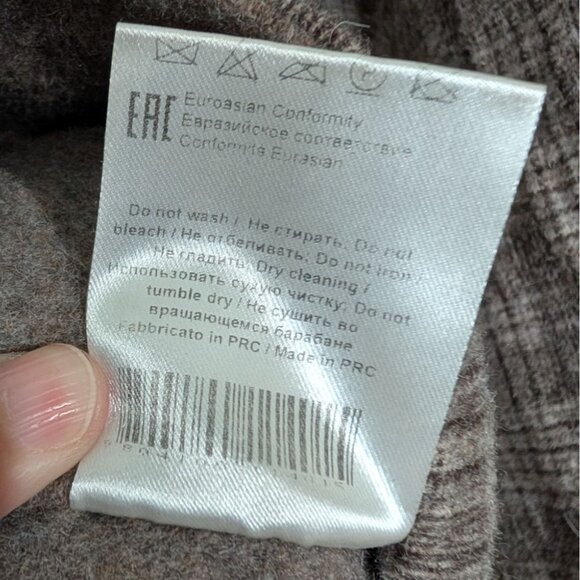 EAC
Euroasian Conformity
Евразийское соответствие
Conformita Eurasian
Do not wash / Не стирать; Do not
bleach / Не отбеливать; Do not iron /
Не гладить; Dry cleaning /
Использовать сухую чистку; Do not
tumble dry / Не сушить во
вращающемся барабане
Fabbricato in PRC / Made in PRC